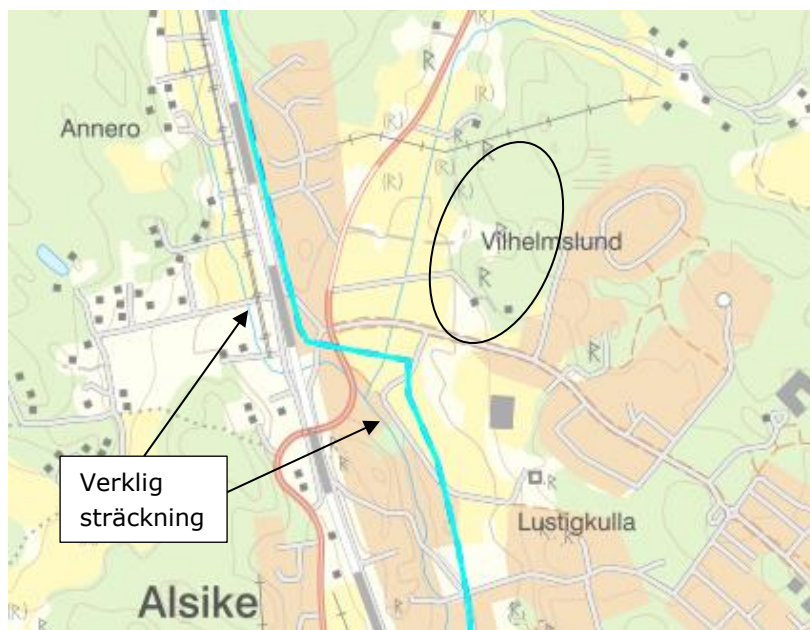 Annero
Vilhelmslund
Verklig
sträckning
Lustigkulla
Alsike
(R)
(R)
(R)
(R)
(R)
(R)
R
R
R
R
R
R
R
R
R
R
R